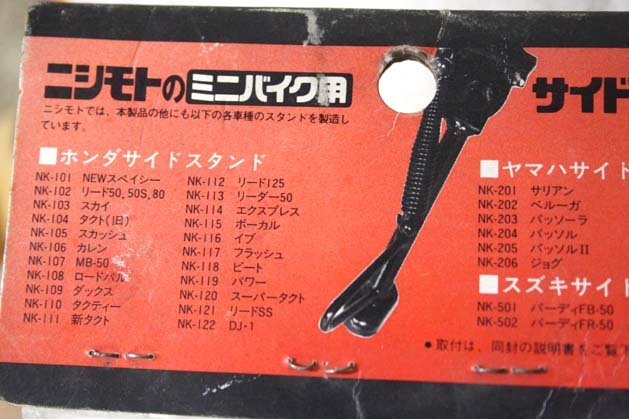 ニシモトの ミニバイク用
サイド
ニシモトでは、本製品の他にも以下の各車種のスタンドを製造し
ています。
■ホンダサイドスタンド
NK-101 NEWスペイシー
NK-102 リード50,50S,80
NK-103 スカイ
NK-104 タクト(旧)
NK-105 スカッシュ
NK-106 カレン
NK-107 MB-50
NK-108 ロードパル
NK-109 ダックス
NK-110 タクティー
NK-111 新タクト
NK-112 リード125
NK-113 リーダー50
NK-114 エクスプレス
NK-115 ボーカル
NK-116 イブ
NK-117 フラッシュ
NK-118 ビート
NK-119 パワー
NK-120 スーパータクト
NK-121 リードSS
NK-122 DJ-1
■ヤマハサイド
NK-201 サリアン
NK-202 ベルーガ
NK-203 パッソーラ
NK-204 パッソル
NK-205 パッソルII
NK-206 ジョグ
■スズキサイド
NK-501 バーディFB-50
NK-502 バーディFR-50
●取付は、同封の説明書をご覧下